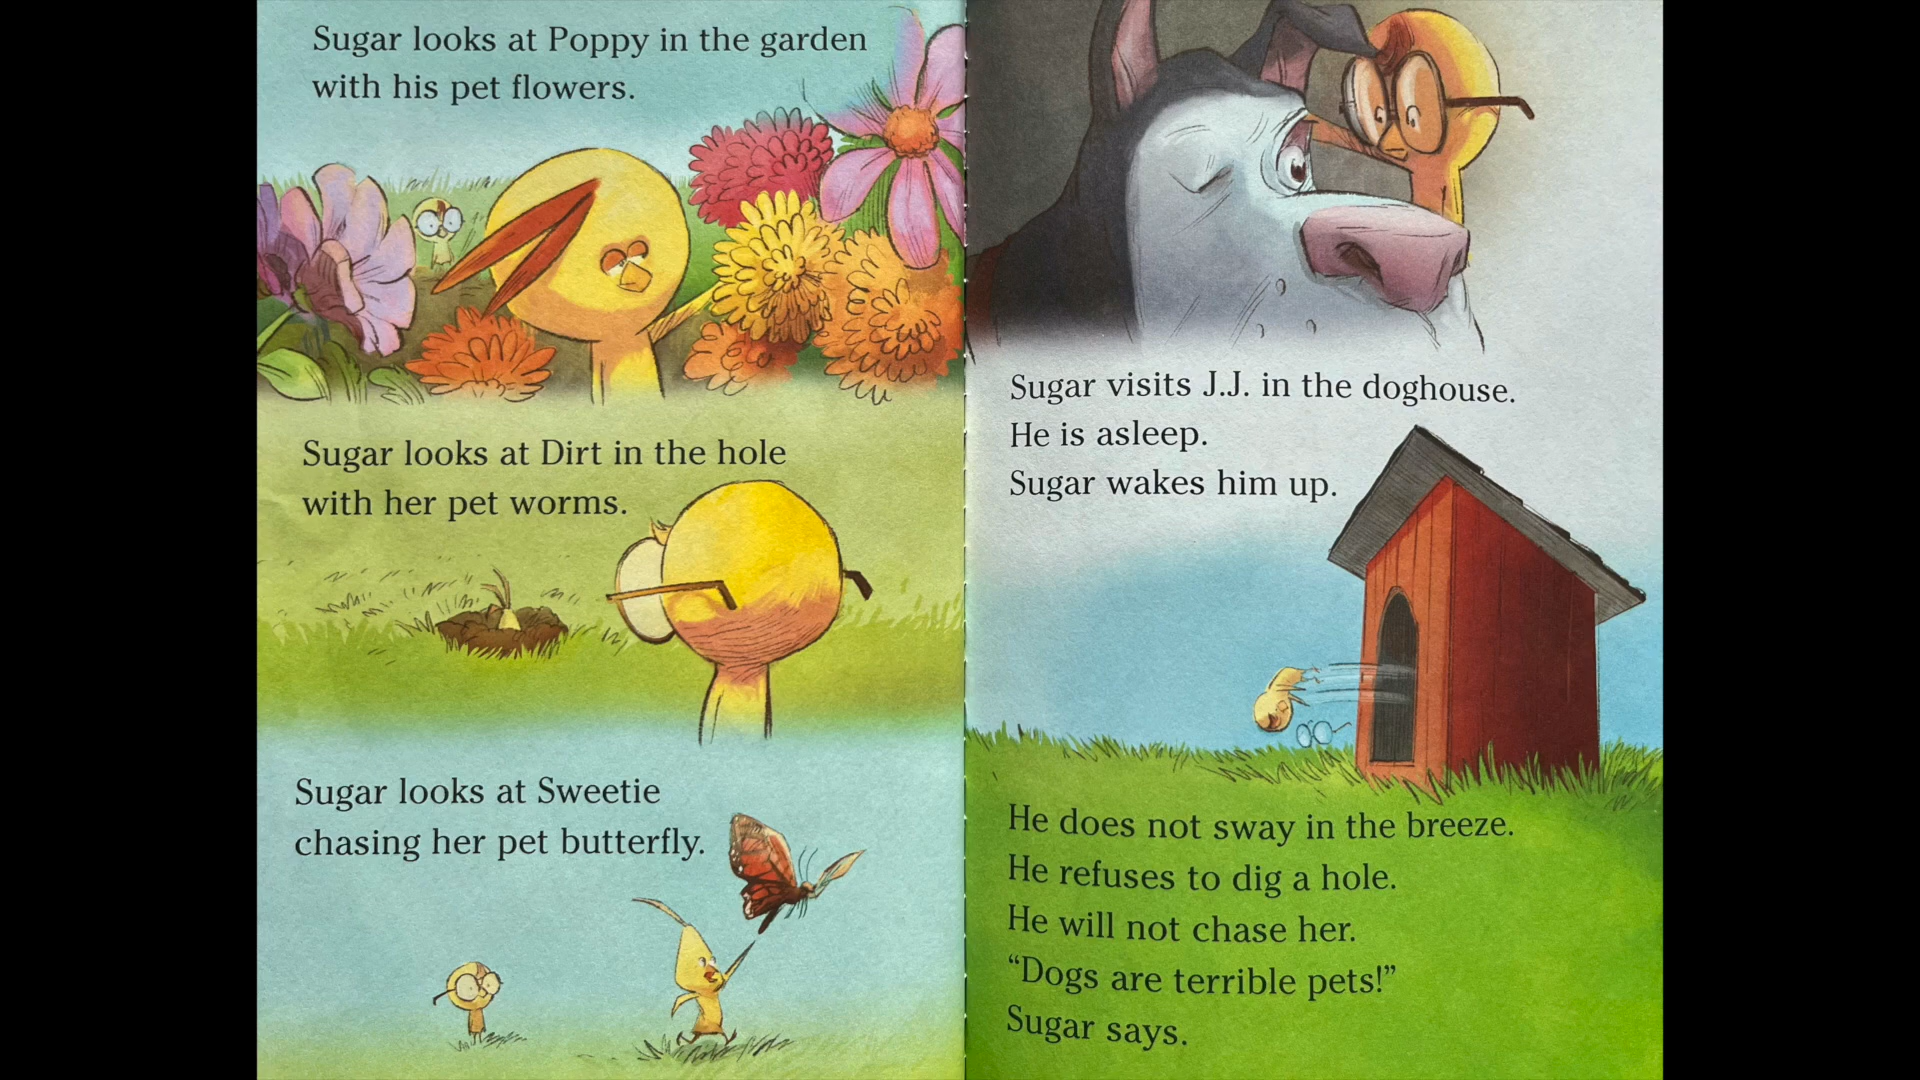 Sugar looks at Poppy in the garden
with his pet flowers.
Sugar looks at Dirt in the hole
with her pet worms.
Sugar looks at Sweetie
chasing her pet butterfly.
Sugar visits J.J. in the doghouse.
He is asleep.
Sugar wakes him up.
He does not sway in the breeze.
He refuses to dig a hole.
He will not chase her.
“Dogs are terrible pets!”
Sugar says.